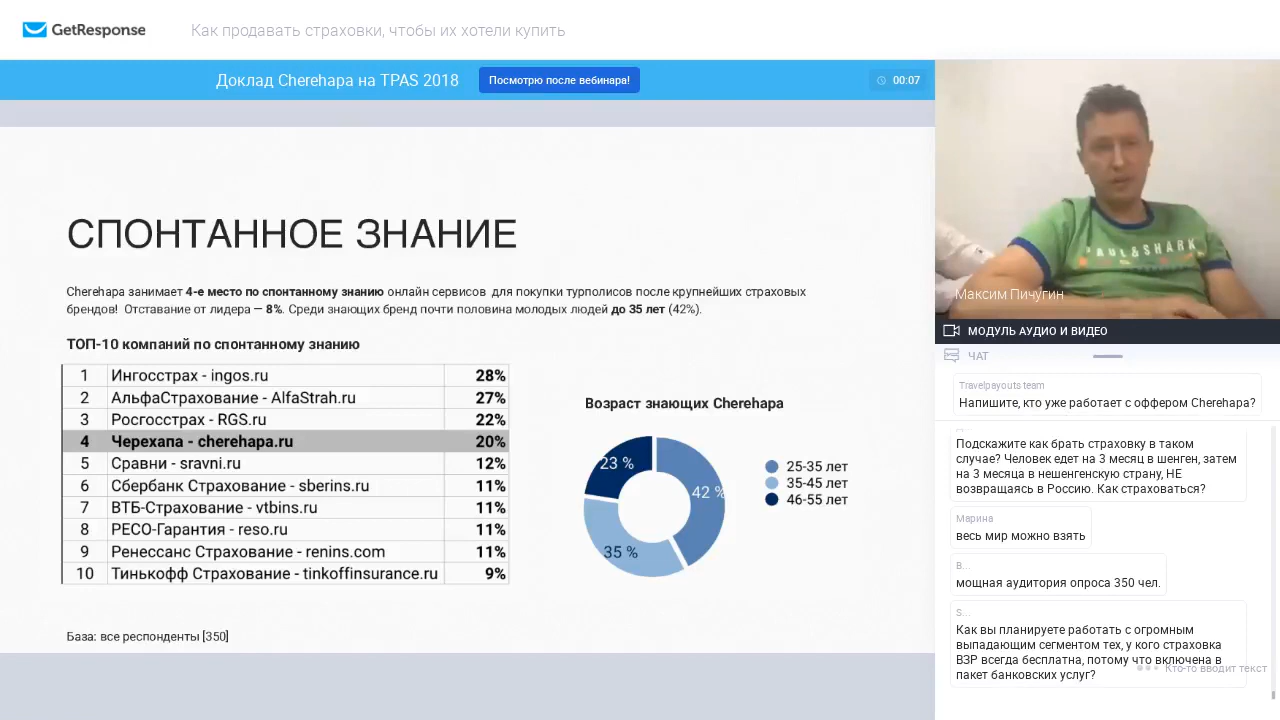 GetResponse
Как продавать страховки, чтобы их хотели купить
Доклад Cherehapa на TPAS 2018
Посмотрю после вебинара!
00:07
СПОНТАННОЕ ЗНАНИЕ
Cherehapa занимает 4-е место по спонтанному знанию онлайн сервисов для покупки турполисов после крупнейших страховых
брендов! Отставание от лидера — 8%. Среди знающих бренд почти половина молодых людей до 35 лет (42%).
ТОП-10 компаний по спонтанному знанию
1 Ингосстрах - ingos.ru 28%
2 АльфаСтрахование - AlfaStrah.ru 27%
3 Росгосстрах - RGS.ru 22%
4 Черехапа - cherehapa.ru 20%
5 Сравни - sravni.ru 12%
6 Сбербанк Страхование - sberins.ru 11%
7 ВТБ-Страхование - vtbins.ru 11%
8 РЕСО-Гарантия - reso.ru 11%
9 Ренессанс Страхование - renins.com 11%
10 Тинькофф Страхование - tinkoffinsurance.ru 9%
Возраст знающих Cherehapa
23 %
42 %
35 %
25-35 лет
35-45 лет
46-55 лет
База: все респонденты [350]
PAUL&SHARK
Максим Пичугин
МОДУЛЬ АУДИО И ВИДЕО
ЧАТ
Travelpayouts team
Напишите, кто уже работает с оффером Cherehapa?
Подскажите как брать страховку в таком
случае? Человек едет на 3 месяц в шенген, затем
на 3 месяца в нешенгенскую страну, НЕ
возвращаясь в Россию. Как страховаться?
Марина
весь мир можно взять
В...
мощная аудитория опроса 350 чел.
S...
Как вы планируете работать с огромным
выпадающим сегментом тех, у кого страховка
ВЗР всегда бесплатна, потому что включена в
пакет банковских услуг?
Кто-то вводит текст